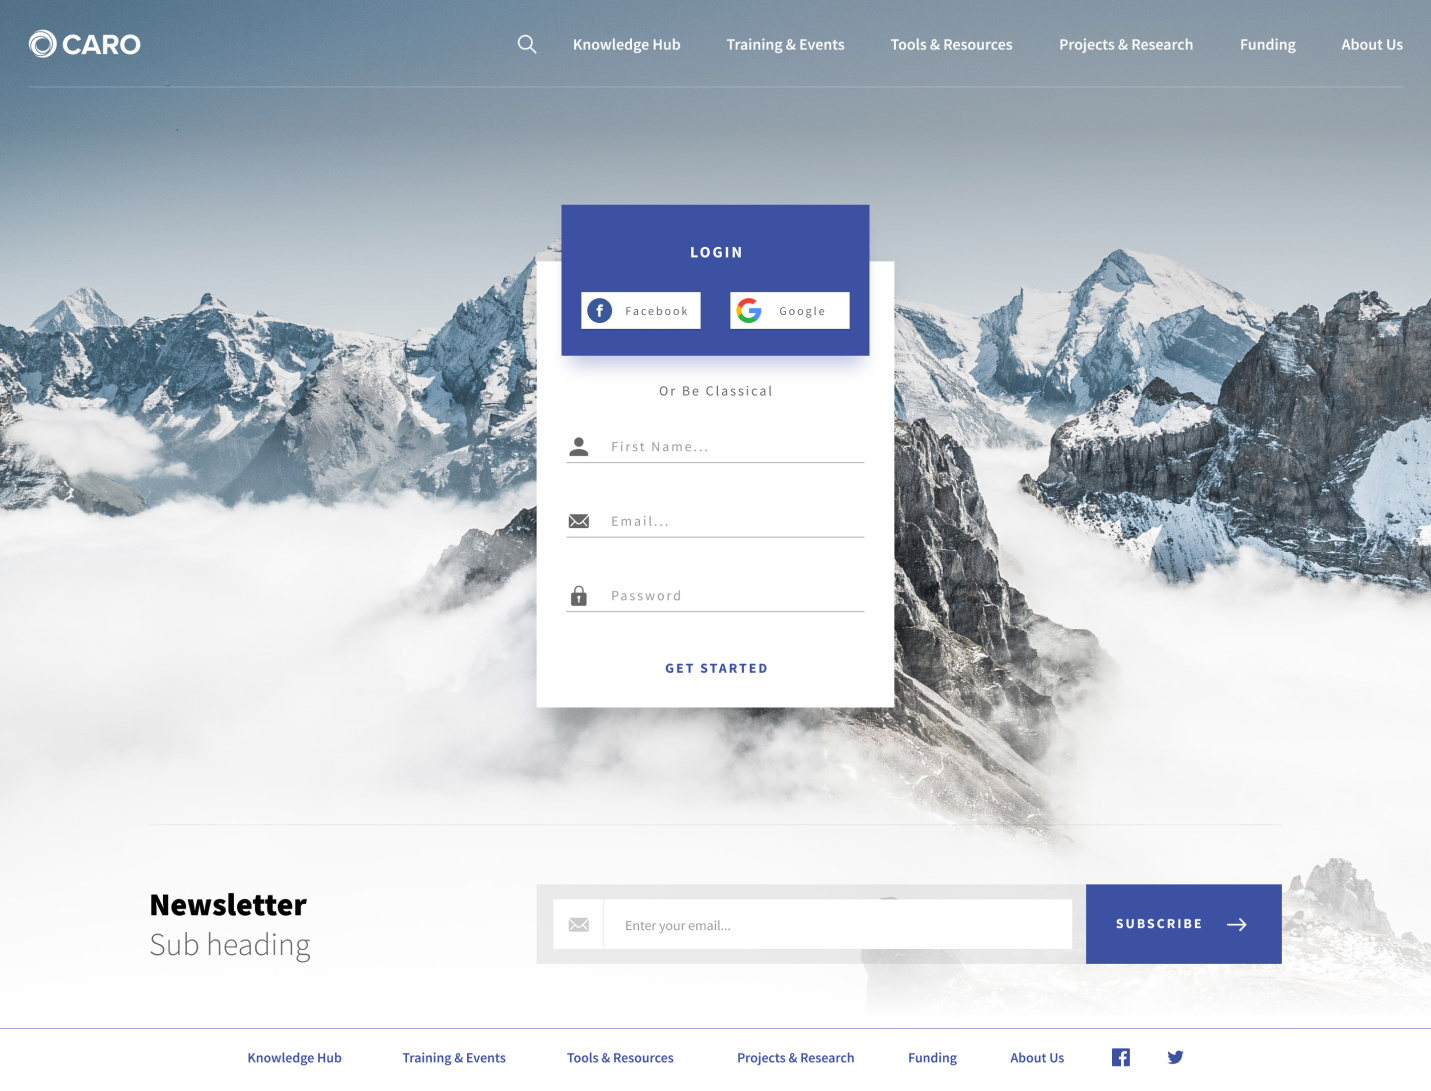 CARO
Knowledge Hub Training & Events Tools & Resources Projects & Research Funding About Us
LOGIN
Facebook Google
Or Be Classical
First Name...
Email...
Password
GET STARTED
Newsletter
Sub heading
Enter your email...
SUBSCRIBE
Knowledge Hub Training & Events Tools & Resources Projects & Research Funding About Us